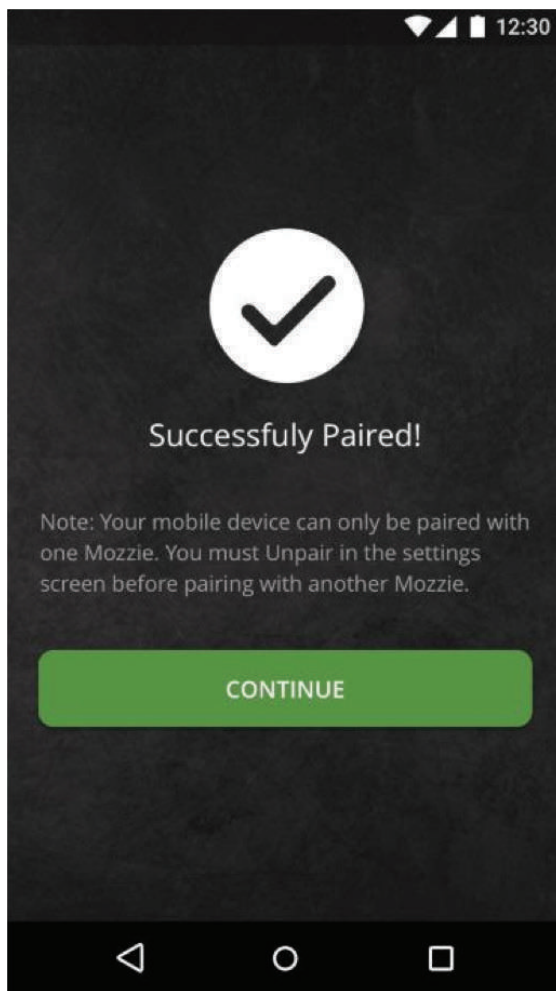 12:30
Successfuly Paired!
Note: Your mobile device can only be paired with
one Mozzie. You must Unpair in the settings
screen before pairing with another Mozzie.
CONTINUE